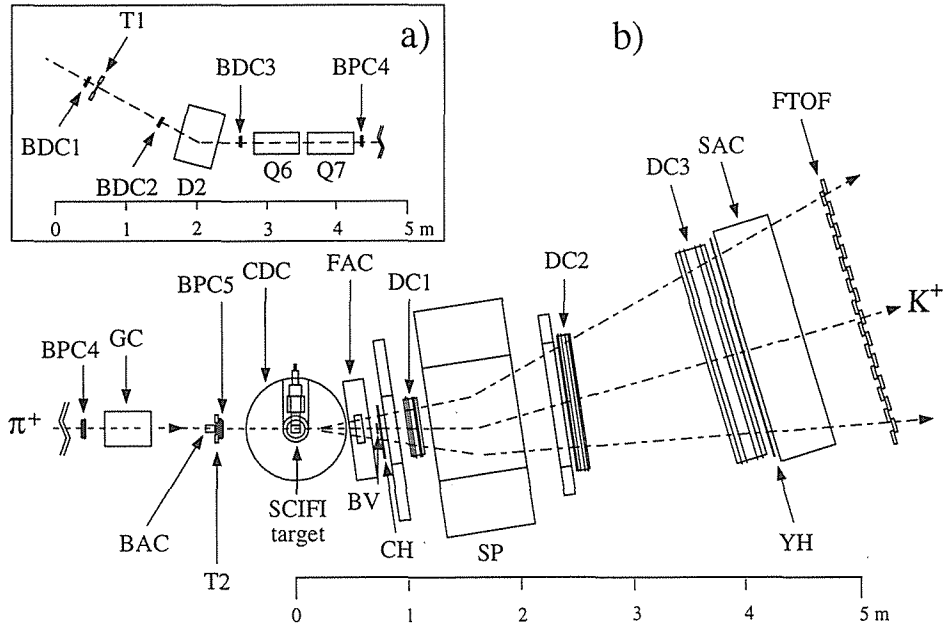 a)
T1
BDC3
BPC4
BDC1
BDC2
D2
Q6
Q7
0
1
2
3
4
5 m
b)
FTOF
SAC
DC3
K+
DC2
DC1
FAC
CDC
BPC5
GC
BPC4
π+
BAC
T2
SCIFI
target
BV
CH
SP
YH
0
1
2
3
4
5 m